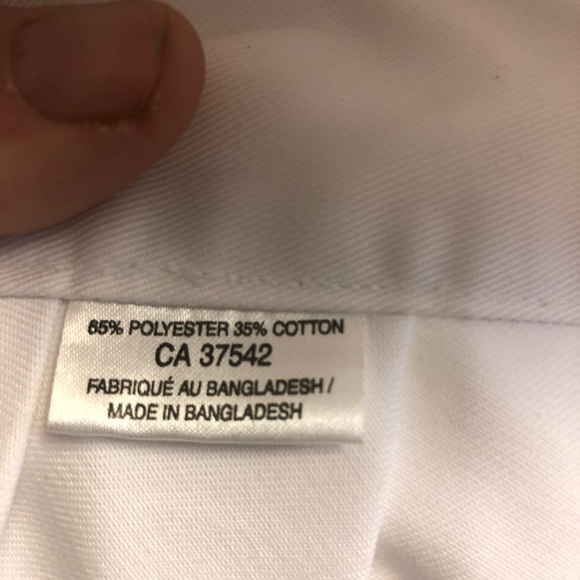 65% POLYESTER 35% COTTON
CA 37542
FABRIQUÉ AU BANGLADESH /
MADE IN BANGLADESH